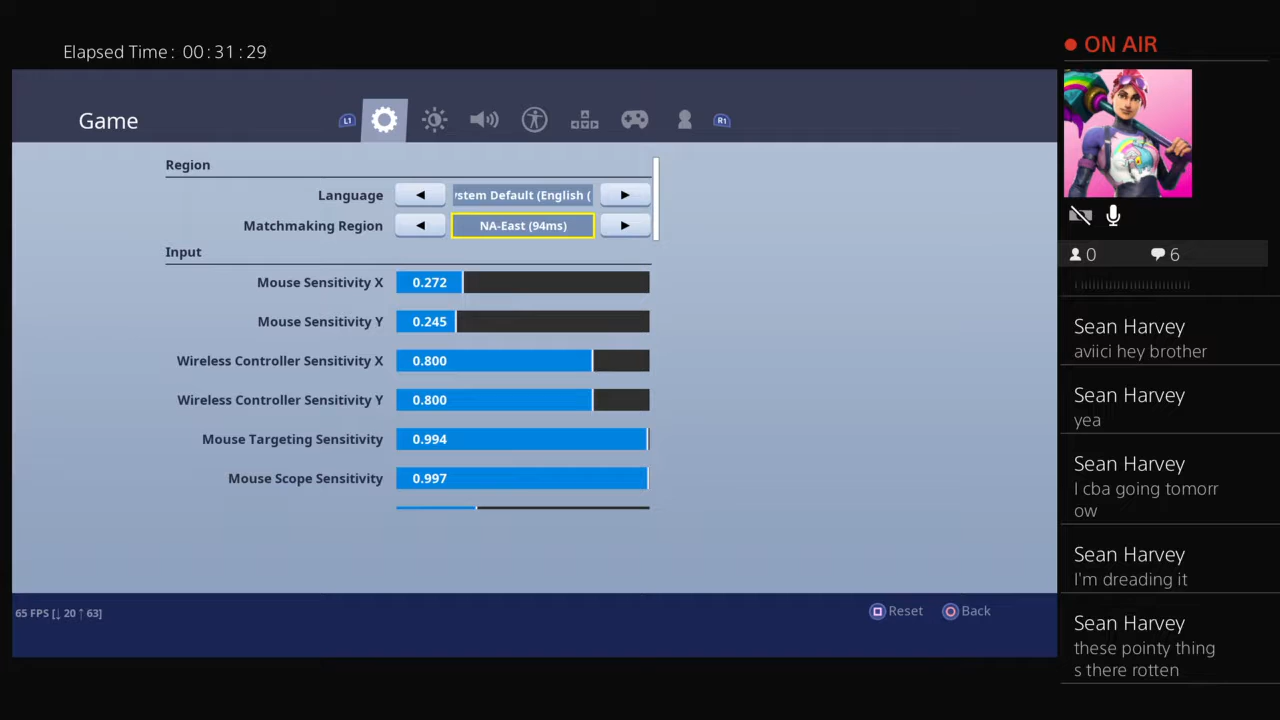 Elapsed Time: 00:31:29
ON AIR
Game
L1
R1
0
6
Region
Language
ystem Default (English (
Matchmaking Region
NA-East (94ms)
Input
Mouse Sensitivity X
0.272
Mouse Sensitivity Y
0.245
Wireless Controller Sensitivity X
0.800
Wireless Controller Sensitivity Y
0.800
Mouse Targeting Sensitivity
0.994
Mouse Scope Sensitivity
0.997
65 FPS [↓ 20 ↑ 63]
Reset
Back
Sean Harvey
aviici hey brother
Sean Harvey
yea
Sean Harvey
I cba going tomorr
ow
Sean Harvey
I'm dreading it
Sean Harvey
these pointy thing
s there rotten